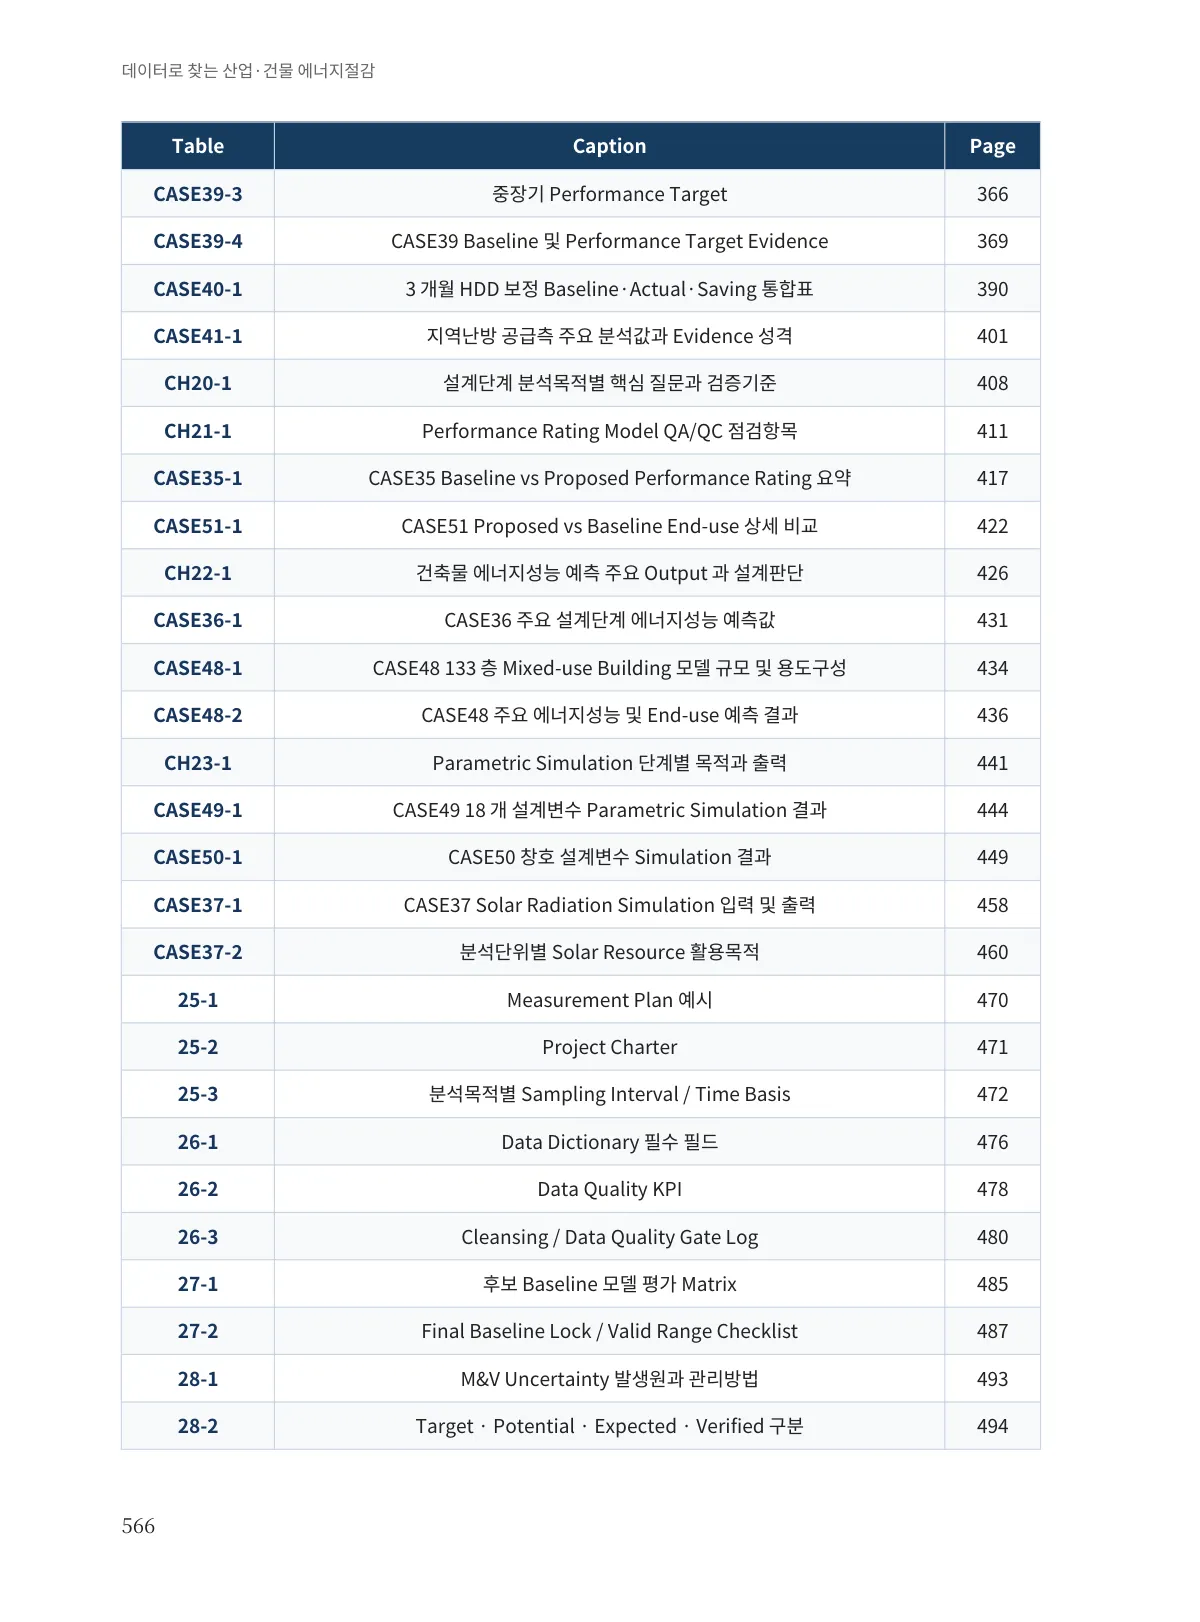 데이터로 찾는 산업·건물 에너지절감
Table Caption Page
CASE39-3 중장기 Performance Target 366
CASE39-4 CASE39 Baseline 및 Performance Target Evidence 369
CASE40-1 3 개월 HDD 보정 Baseline·Actual·Saving 통합표 390
CASE41-1 지역난방 공급측 주요 분석값과 Evidence 성격 401
CH20-1 설계단계 분석목적별 핵심 질문과 검증기준 408
CH21-1 Performance Rating Model QA/QC 점검항목 411
CASE35-1 CASE35 Baseline vs Proposed Performance Rating 요약 417
CASE51-1 CASE51 Proposed vs Baseline End-use 상세 비교 422
CH22-1 건축물 에너지성능 예측 주요 Output 과 설계판단 426
CASE36-1 CASE36 주요 설계단계 에너지성능 예측값 431
CASE48-1 CASE48 133 층 Mixed-use Building 모델 규모 및 용도구성 434
CASE48-2 CASE48 주요 에너지성능 및 End-use 예측 결과 436
CH23-1 Parametric Simulation 단계별 목적과 출력 441
CASE49-1 CASE49 18 개 설계변수 Parametric Simulation 결과 444
CASE50-1 CASE50 창호 설계변수 Simulation 결과 449
CASE37-1 CASE37 Solar Radiation Simulation 입력 및 출력 458
CASE37-2 분석단위별 Solar Resource 활용목적 460
25-1 Measurement Plan 예시 470
25-2 Project Charter 471
25-3 분석목적별 Sampling Interval / Time Basis 472
26-1 Data Dictionary 필수 필드 476
26-2 Data Quality KPI 478
26-3 Cleansing / Data Quality Gate Log 480
27-1 후보 Baseline 모델 평가 Matrix 485
27-2 Final Baseline Lock / Valid Range Checklist 487
28-1 M&V Uncertainty 발생원과 관리방법 493
28-2 Target · Potential · Expected · Verified 구분 494
566